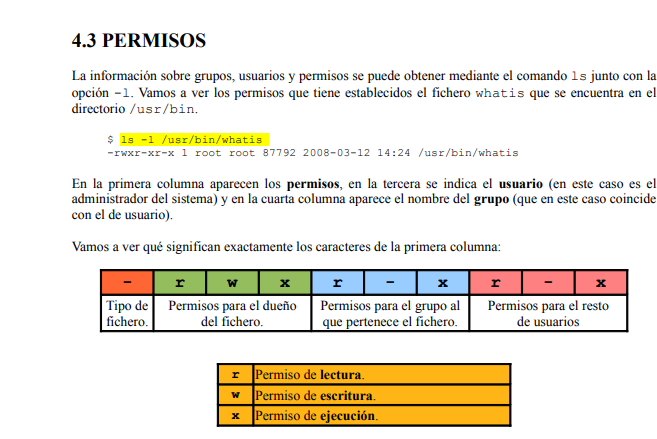 4.3 PERMISOS
La información sobre grupos, usuarios y permisos se puede obtener mediante el comando ls junto con la
opción -l. Vamos a ver los permisos que tiene establecidos el fichero whatis que se encuentra en el
directorio /usr/bin.
$ ls -l /usr/bin/whatis
-rwxr-xr-x 1 root root 87792 2008-03-12 14:24 /usr/bin/whatis
En la primera columna aparecen los permisos, en la tercera se indica el usuario (en este caso es el
administrador del sistema) y en la cuarta columna aparece el nombre del grupo (que en este caso coincide
con el de usuario).
Vamos a ver qué significan exactamente los caracteres de la primera columna:
- r w x r - x r - x
Tipo de Permisos para el dueño Permisos para el grupo al Permisos para el resto
fichero. del fichero. que pertenece el fichero. de usuarios
r Permiso de lectura.
w Permiso de escritura.
x Permiso de ejecución.